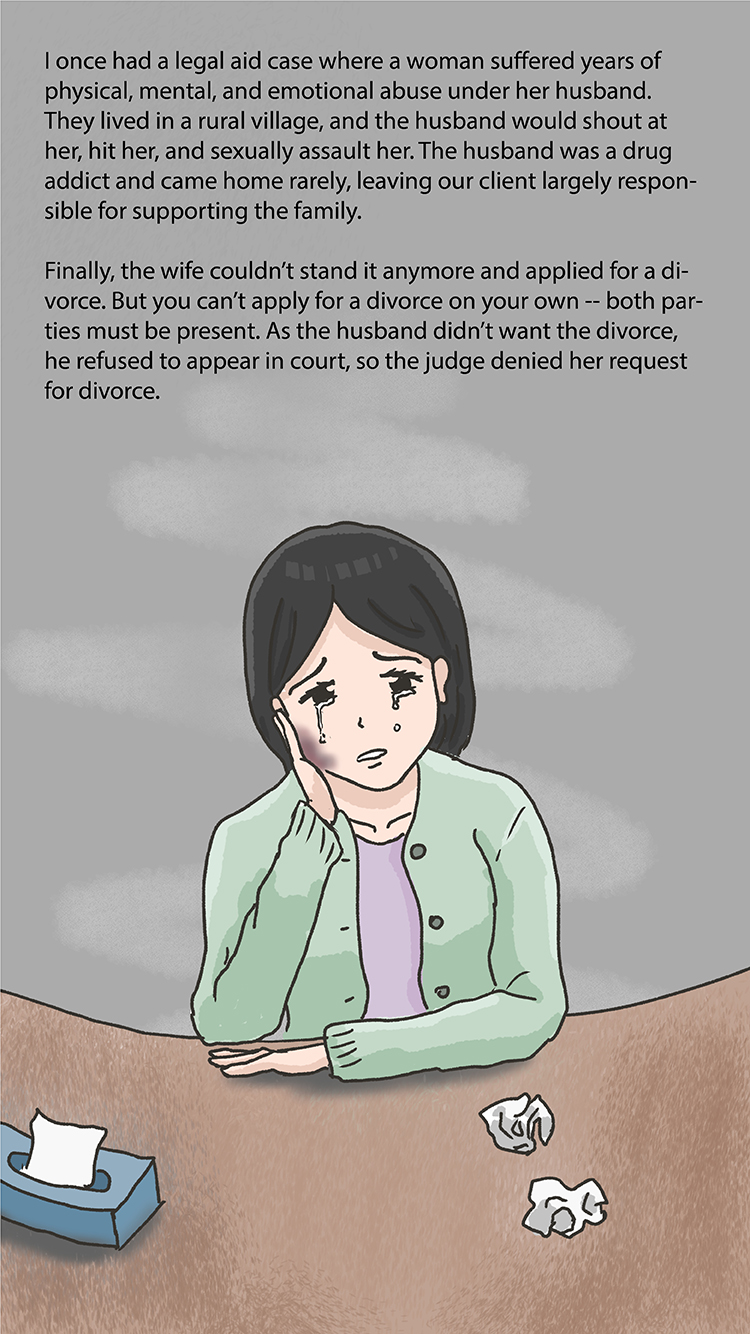 I once had a legal aid case where a woman suffered years of
physical, mental, and emotional abuse under her husband.
They lived in a rural village, and the husband would shout at
her, hit her, and sexually assault her. The husband was a drug
addict and came home rarely, leaving our client largely respon-
sible for supporting the family.
Finally, the wife couldn’t stand it anymore and applied for a di-
vorce. But you can’t apply for a divorce on your own -- both par-
ties must be present. As the husband didn’t want the divorce,
he refused to appear in court, so the judge denied her request
for divorce.